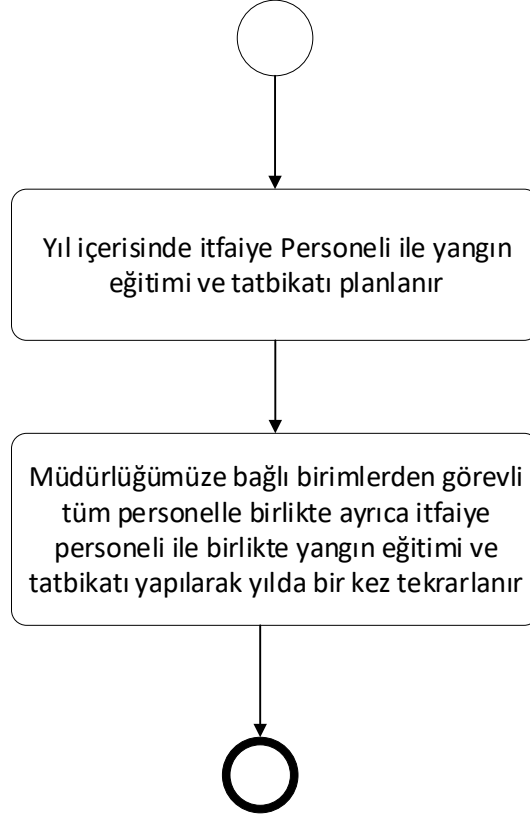 Yıl içerisinde itfaiye Personeli ile yangın
eğitimi ve tatbikatı planlanır
Müdürlüğümüze bağlı birimlerden görevli
tüm personelle birlikte ayrıca itfaiye
personeli ile birlikte yangın eğitimi ve
tatbikatı yapılarak yılda bir kez tekrarlanır